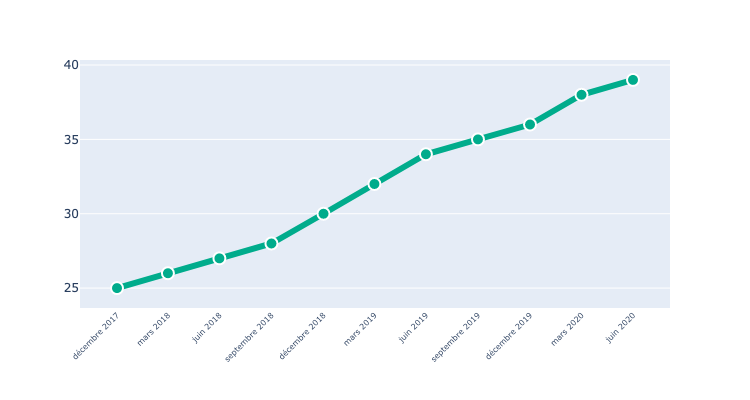 40
35
30
25
décembre 2017
mars 2018
juin 2018
septembre 2018
décembre 2018
mars 2019
juin 2019
septembre 2019
décembre 2019
mars 2020
juin 2020